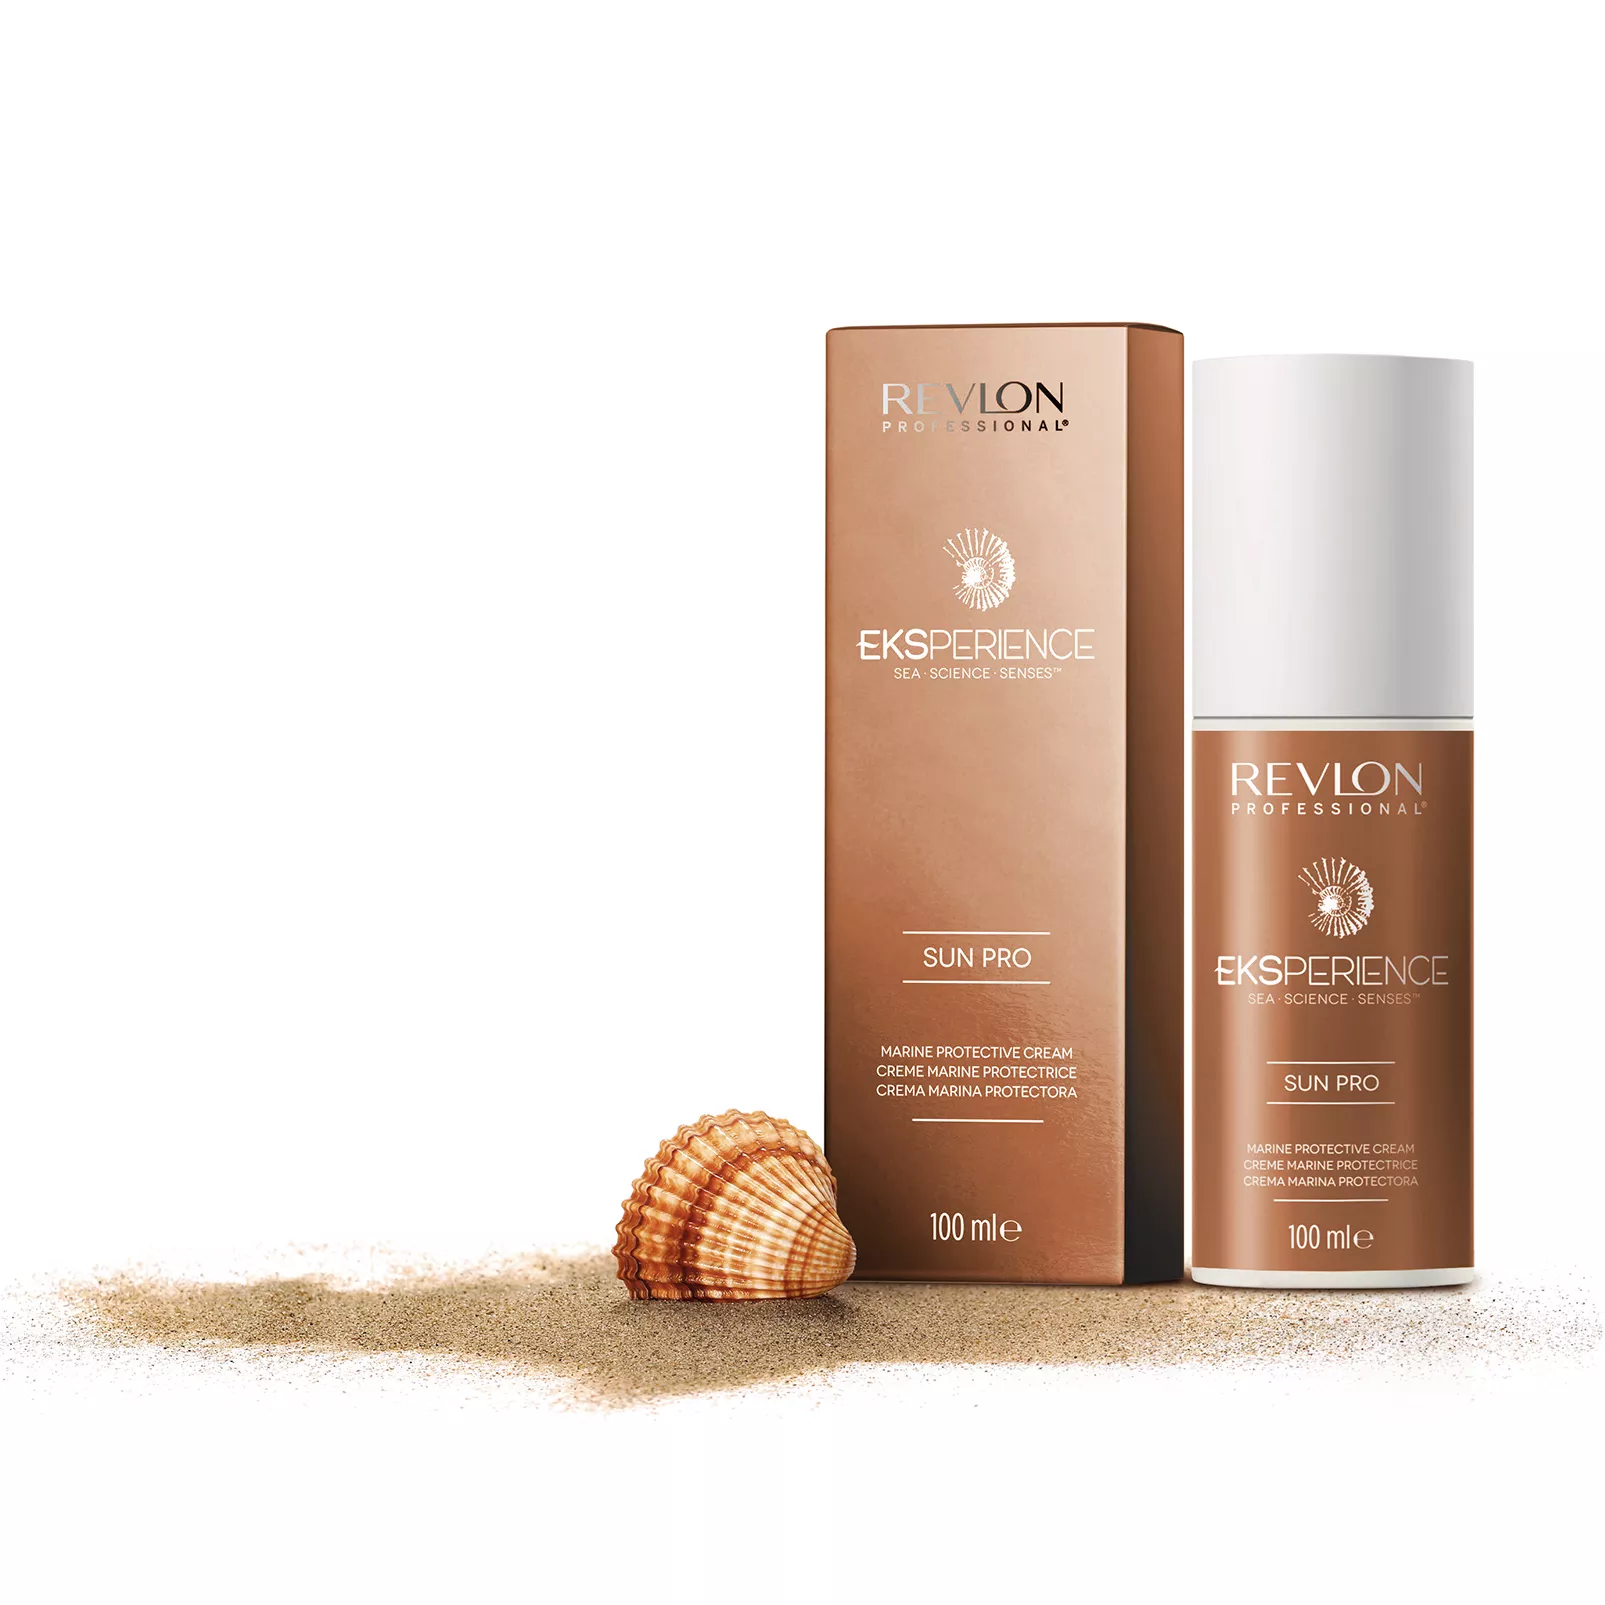 REVLON
PROFESSIONAL®
EKSPERIENCE
SEA · SCIENCE · SENSES™
SUN PRO
MARINE PROTECTIVE CREAM
CREME MARINE PROTECTRICE
CREMA MARINA PROTECTORA
100 ml℮
REVLON
PROFESSIONAL®
EKSPERIENCE
SEA · SCIENCE · SENSES™
SUN PRO
MARINE PROTECTIVE CREAM
CREME MARINE PROTECTRICE
CREMA MARINA PROTECTORA
100 ml℮